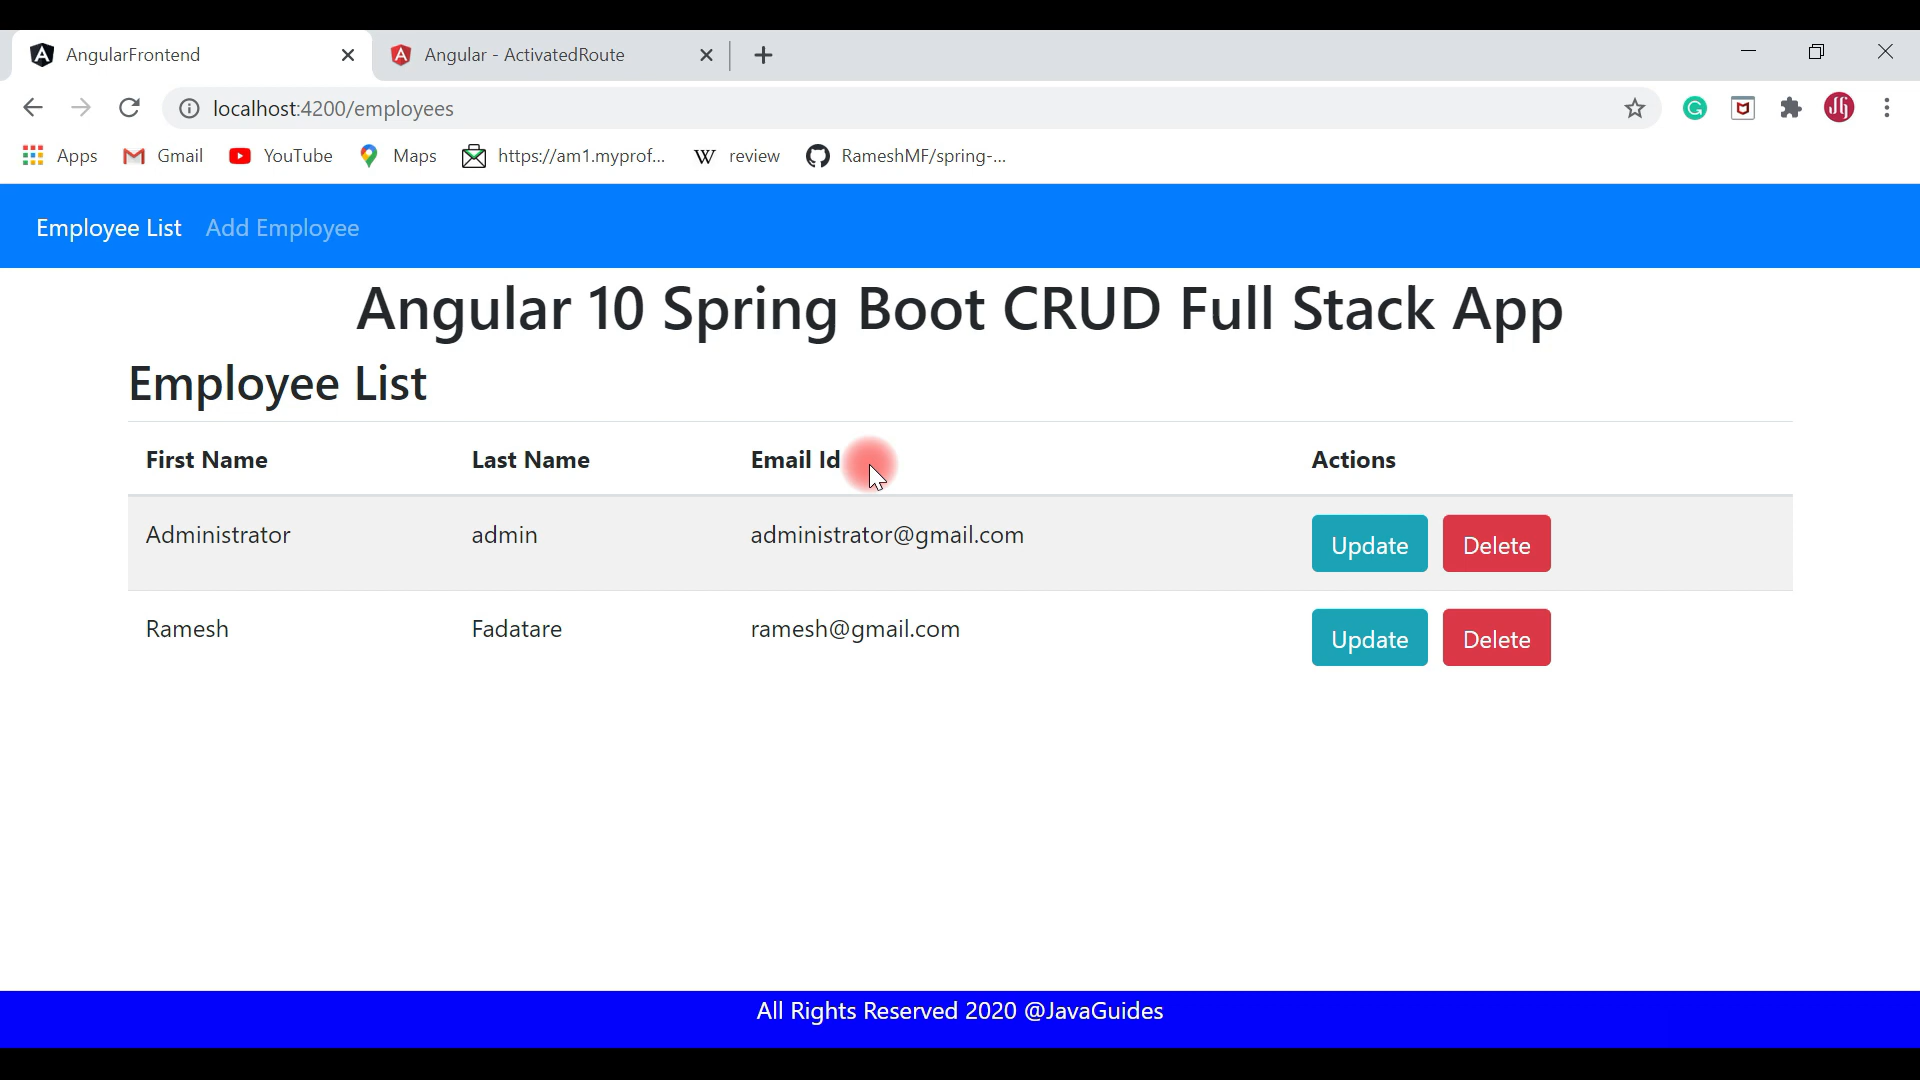 AngularFrontend
Angular - ActivatedRoute
localhost:4200/employees
Apps
Gmail
YouTube
Maps
https://am1.myprof...
W review
RameshMF/spring-...
Employee List Add Employee
Angular 10 Spring Boot CRUD Full Stack App
Employee List
First Name Last Name Email Id Actions
Administrator admin administrator@gmail.com Update Delete
Ramesh Fadatare ramesh@gmail.com Update Delete
All Rights Reserved 2020 @JavaGuides